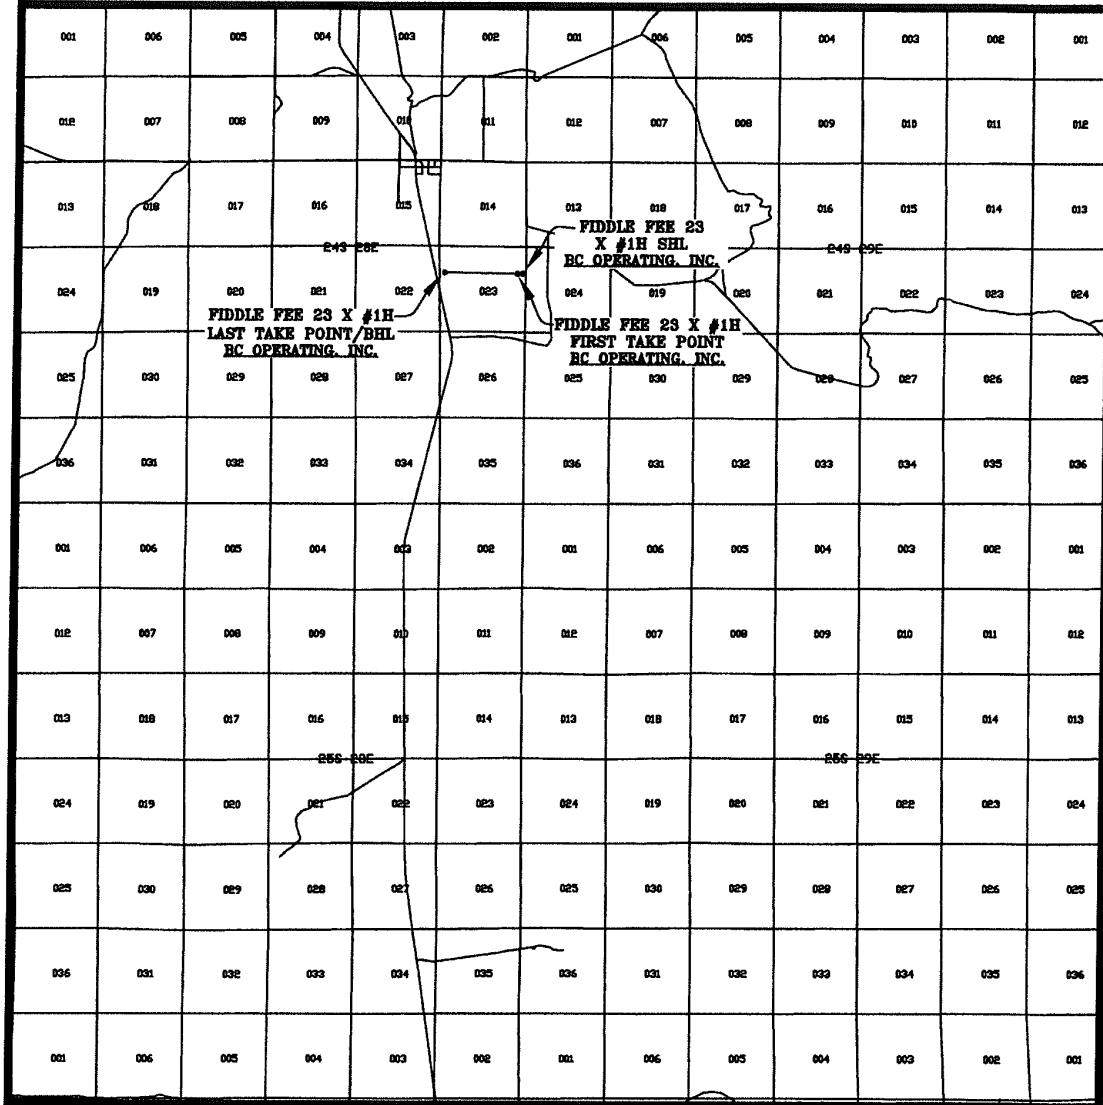 001 006 005 004 003 002 001 006 005 004 003 002 001
012 007 008 009 010 011 012 007 008 009 010 011 012
013 018 017 016 015 014 013 018 017 016 015 014 013
FIDDLE FEE 23
X #1H SHL
BC OPERATING, INC.
24S 28E 24S 29E
024 019 020 021 022 023 024 019 020 021 022 023 024
FIDDLE FEE 23 X #1H
LAST TAKE POINT/BHL
BC OPERATING, INC.
FIDDLE FEE 23 X #1H
FIRST TAKE POINT
BC OPERATING, INC.
025 030 029 028 027 026 025 030 029 028 027 026 025
036 031 032 033 034 035 036 031 032 033 034 035 036
001 006 005 004 003 002 001 006 005 004 003 002 001
012 007 008 009 010 011 012 007 008 009 010 011 012
013 018 017 016 015 014 013 018 017 016 015 014 013
25S 28E 25S 29E
024 019 020 021 022 023 024 019 020 021 022 023 024
025 030 029 028 027 026 025 030 029 028 027 026 025
036 031 032 033 034 035 036 031 032 033 034 035 036
001 006 005 004 003 002 001 006 005 004 003 002 001